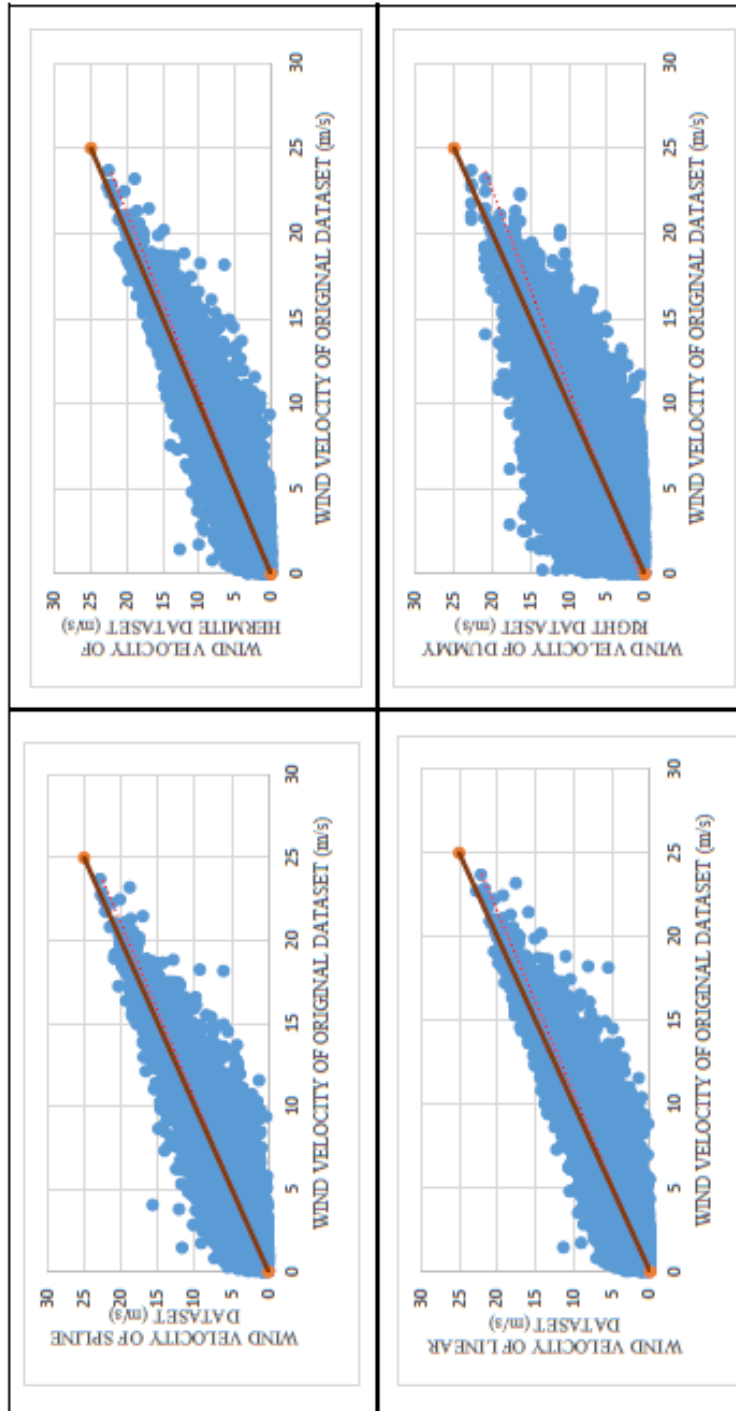 WIND VELOCITY OF SPLINE
DATASET (m/s)
30
25
20
15
10
5
0
0 5 10 15 20 25 30
WIND VELOCITY OF ORIGINAL DATASET (m/s)
WIND VELOCITY OF
HERMITE DATASET (m/s)
30
25
20
15
10
5
0
0 5 10 15 20 25 30
WIND VELOCITY OF ORIGINAL DATASET (m/s)
WIND VELOCITY OF LINEAR
DATASET (m/s)
30
25
20
15
10
5
0
0 5 10 15 20 25 30
WIND VELOCITY OF ORIGINAL DATASET (m/s)
WIND VELOCITY OF DUMMY
RIGHT DATASET (m/s)
30
25
20
15
10
5
0
0 5 10 15 20 25 30
WIND VELOCITY OF ORIGINAL DATASET (m/s)